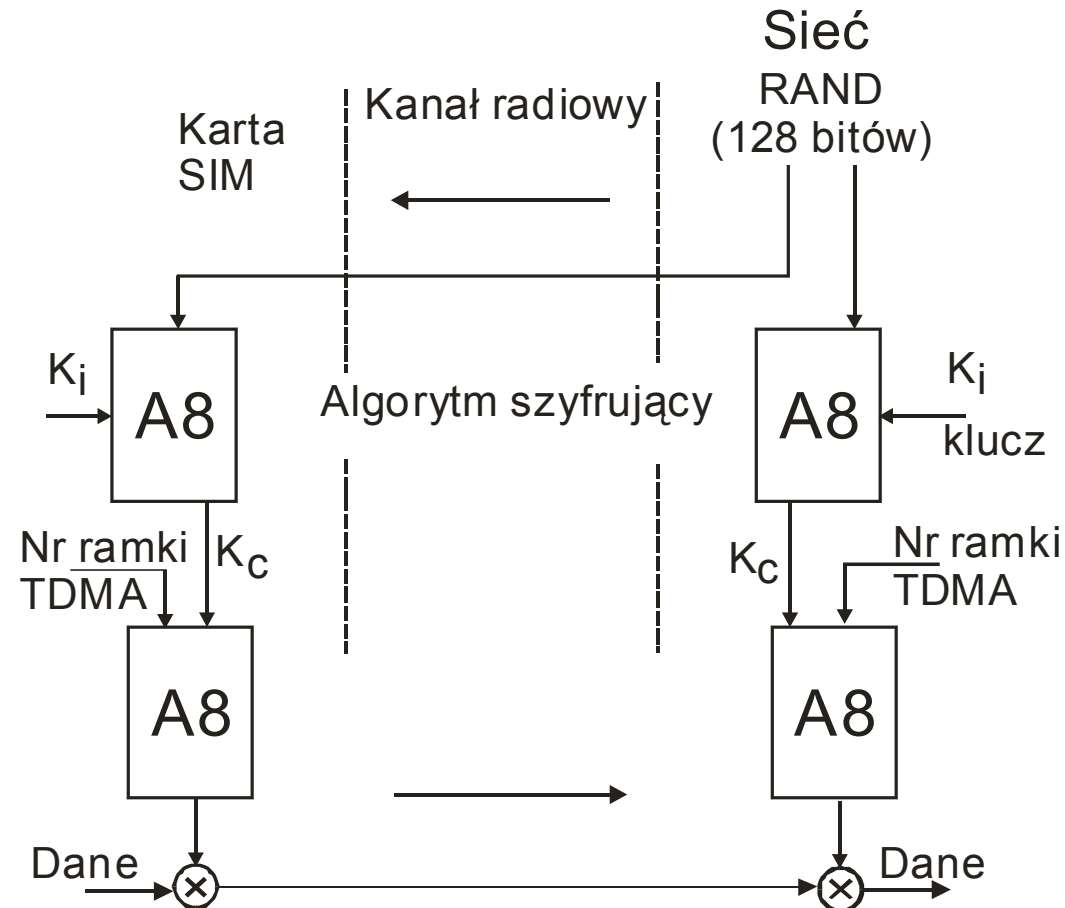 Sieć
RAND
(128 bitów)
Kanał radiowy
Karta
SIM
Ki
A8
Algorytm szyfrujący
A8
Ki
klucz
Nr ramki
TDMA
Kc
Kc
Nr ramki
TDMA
A8
A8
Dane
Dane